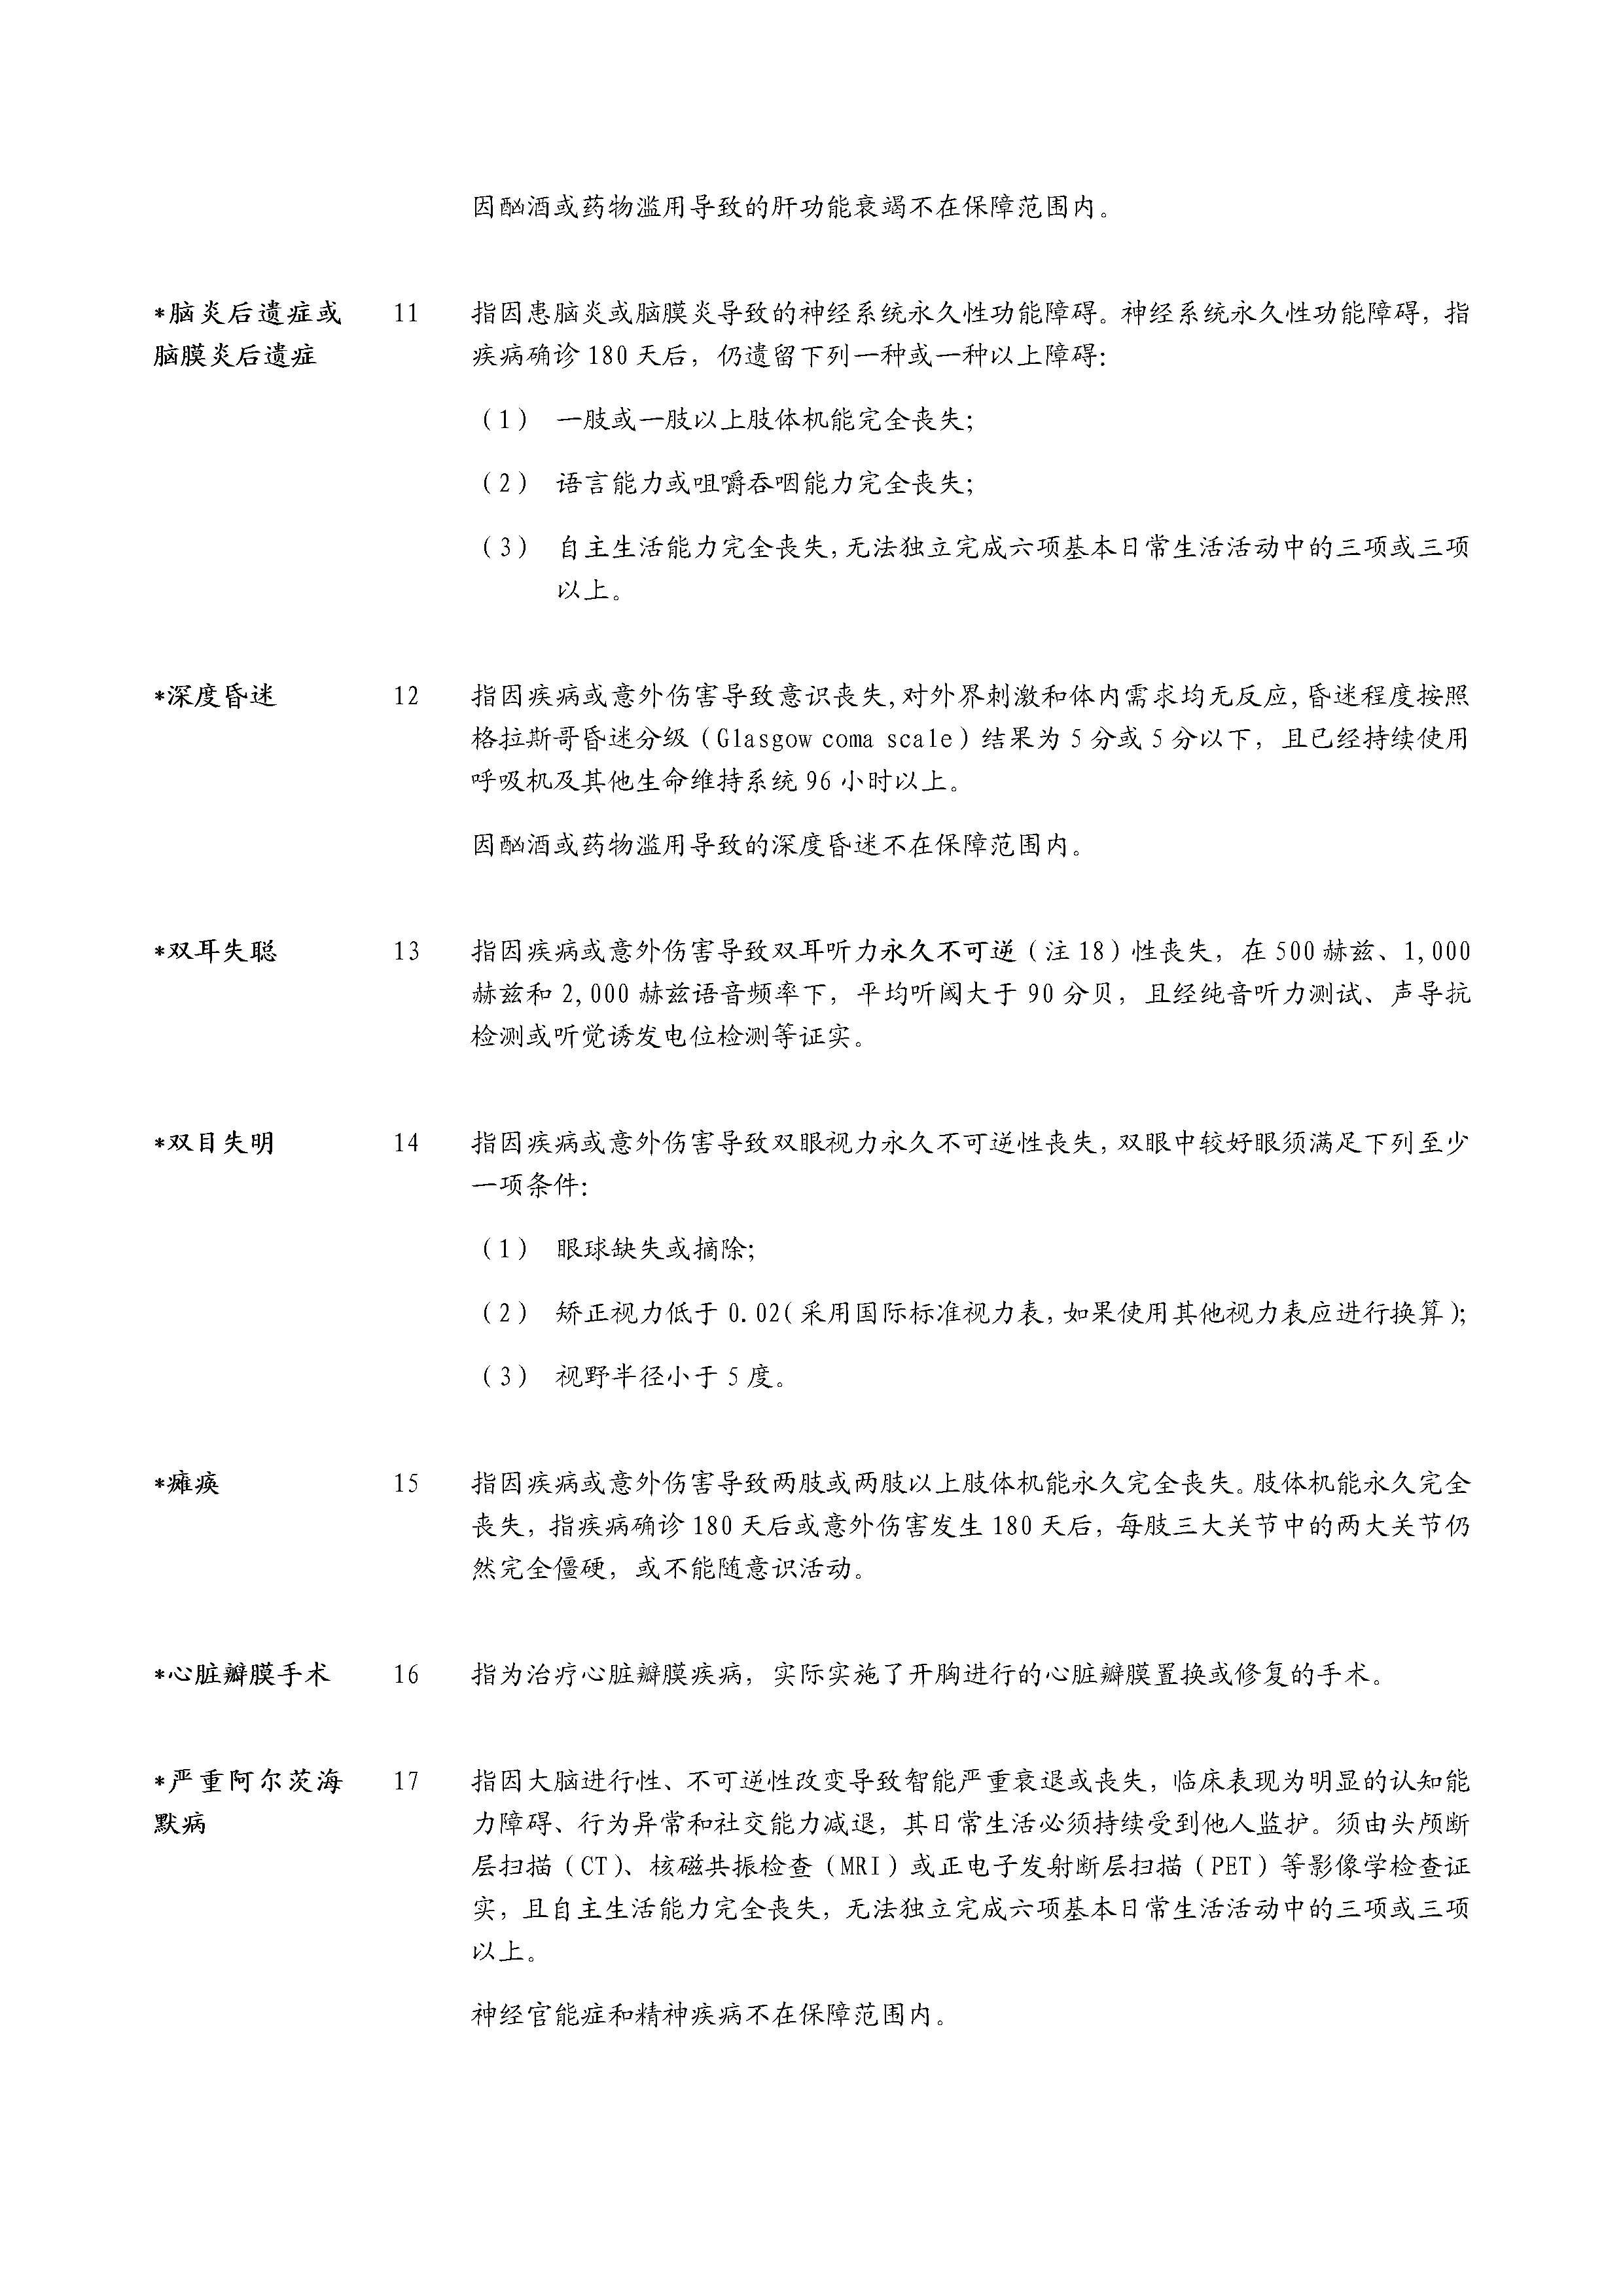 因酗酒或药物滥用导致的肝功能衰竭不在保障范围内。
*脑炎后遗症或 11 指因患脑炎或脑膜炎导致的神经系统永久性功能障碍。神经系统永久性功能障碍，指
脑膜炎后遗症 疾病确诊 180 天后，仍遗留下列一种或一种以上障碍：
（1） 一肢或一肢以上肢体机能完全丧失；
（2） 语言能力或咀嚼吞咽能力完全丧失；
（3） 自主生活能力完全丧失，无法独立完成六项基本日常生活活动中的三项或三项
以上。
*深度昏迷 12 指因疾病或意外伤害导致意识丧失，对外界刺激和体内需求均无反应，昏迷程度按照
格拉斯哥昏迷分级（Glasgow coma scale）结果为 5 分或 5 分以下，且已经持续使用
呼吸机及其他生命维持系统 96 小时以上。
因酗酒或药物滥用导致的深度昏迷不在保障范围内。
*双耳失聪 13 指因疾病或意外伤害导致双耳听力永久不可逆（注 18）性丧失，在 500 赫兹、1,000
赫兹和 2,000 赫兹语音频率下，平均听阈大于 90 分贝，且经纯音听力测试、声导抗
检测或听觉诱发电位检测等证实。
*双目失明 14 指因疾病或意外伤害导致双眼视力永久不可逆性丧失，双眼中较好眼须满足下列至少
一项条件：
（1） 眼球缺失或摘除；
（2） 矫正视力低于 0.02（采用国际标准视力表，如果使用其他视力表应进行换算）；
（3） 视野半径小于 5 度。
*瘫痪 15 指因疾病或意外伤害导致两肢或两肢以上肢体机能永久完全丧失。肢体机能永久完全
丧失，指疾病确诊 180 天后或意外伤害发生 180 天后，每肢三大关节中的两大关节仍
然完全僵硬，或不能随意识活动。
*心脏瓣膜手术 16 指为治疗心脏瓣膜疾病，实际实施了开胸进行的心脏瓣膜置换或修复的手术。
*严重阿尔茨海 17 指因大脑进行性、不可逆性改变导致智能严重衰退或丧失，临床表现为明显的认知能
默病 力障碍、行为异常和社交能力减退，其日常生活必须持续受到他人监护。须由头颅断
层扫描（CT）、核磁共振检查（MRI）或正电子发射断层扫描（PET）等影像学检查证
实，且自主生活能力完全丧失，无法独立完成六项基本日常生活活动中的三项或三项
以上。
神经官能症和精神疾病不在保障范围内。